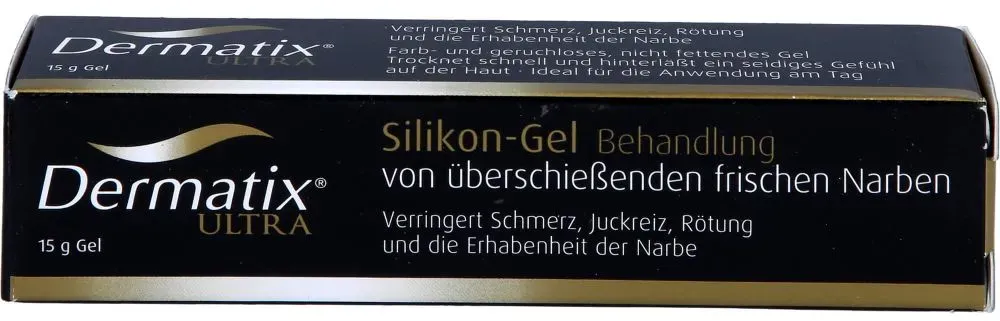 Dermatix®
ULTRA
15 g Gel
Verringert Schmerz, Juckreiz, Rötung
und die Erhabenheit der Narbe
Farb- und geruchloses, nicht fettendes Gel
Trocknet schnell und hinterläßt ein seidiges Gefühl
auf der Haut · Ideal für die Anwendung am Tag
Dermatix®
ULTRA
15 g Gel
Silikon-Gel Behandlung
von überschießenden frischen Narben
Verringert Schmerz, Juckreiz, Rötung
und die Erhabenheit der Narbe